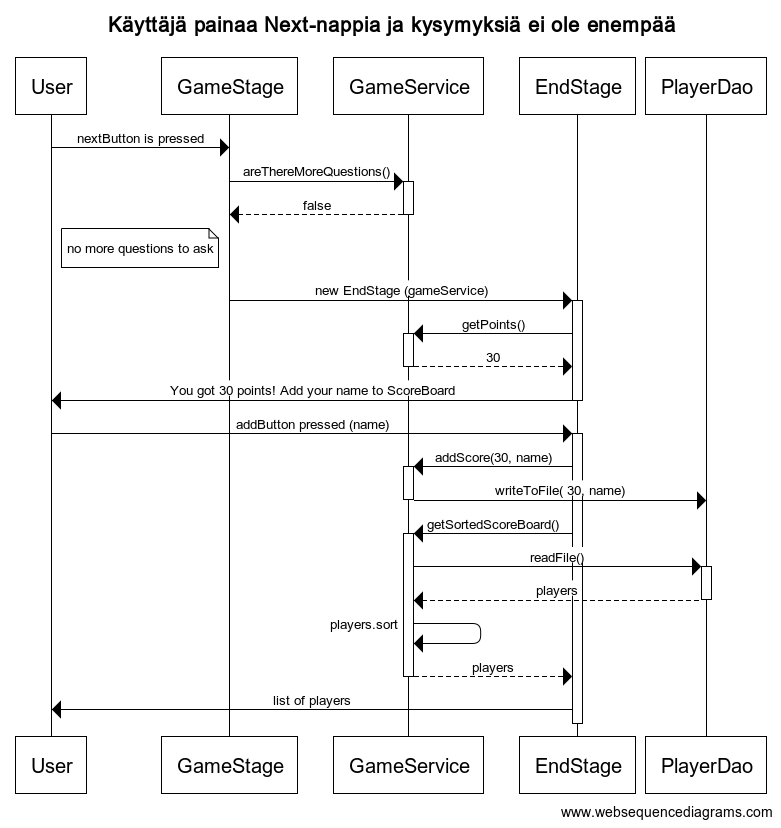 Käyttäjä painaa Next-nappia ja kysymyksiä ei ole enempää
User GameStage GameService EndStage PlayerDao
nextButton is pressed
areThereMoreQuestions()
false
no more questions to ask
new EndStage (gameService)
getPoints()
30
You got 30 points! Add your name to ScoreBoard
addButton pressed (name)
addScore(30, name)
writeToFile( 30, name)
getSortedScoreBoard()
readFile()
players
players.sort
players
list of players
User GameStage GameService EndStage PlayerDao
www.websequencediagrams.com